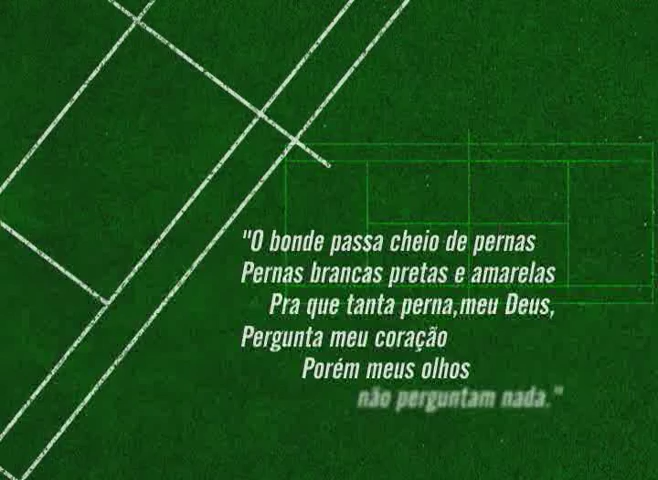 "O bonde passa cheio de pernas
Pernas brancas pretas e amarelas
Pra que tanta perna,meu Deus,
Pergunta meu coração
Porém meus olhos
não perguntam nada."